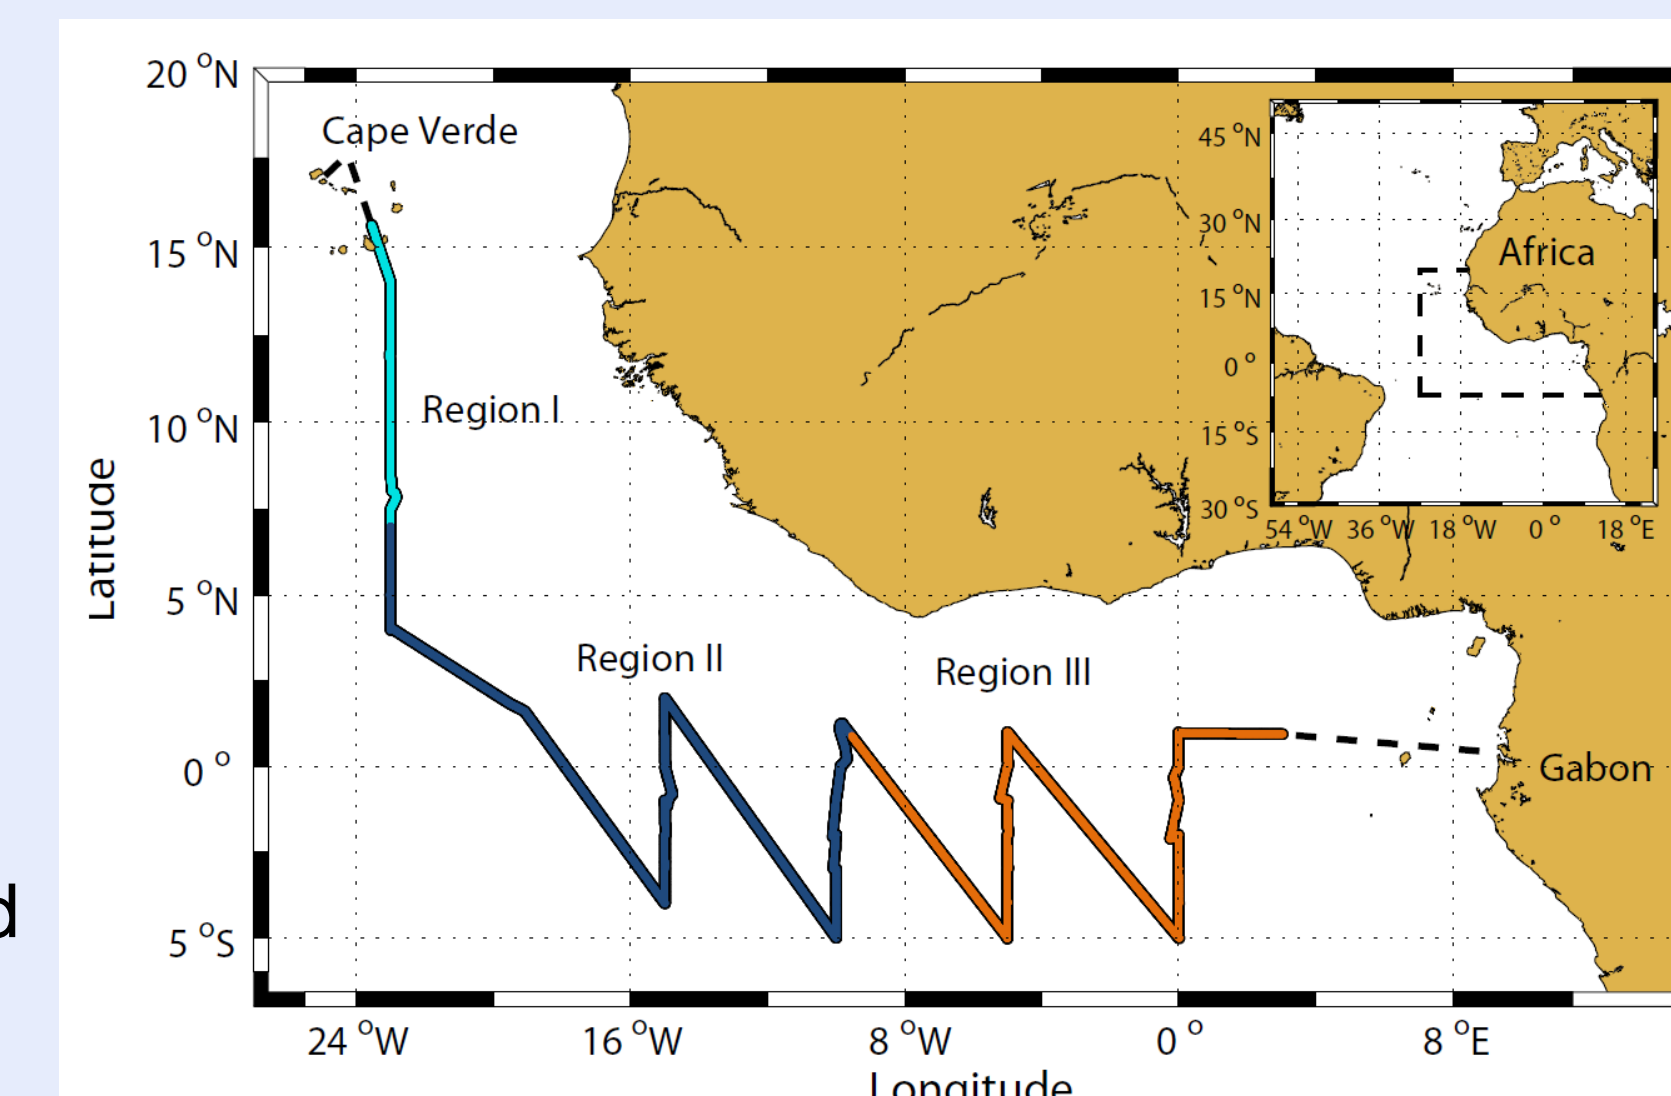 20 °N
Cape Verde
15 °N
Region I
10 °N
Latitude
5 °N
Region II
Region III
0 °
5 °S
Gabon
24 °W 16 °W 8 °W 0 ° 8 °E
Longitude
45 °N
30 °N
Africa
15 °N
0 °
15 °S
30 °S
54 °W 36 °W 18 °W 0 ° 18 °E
d